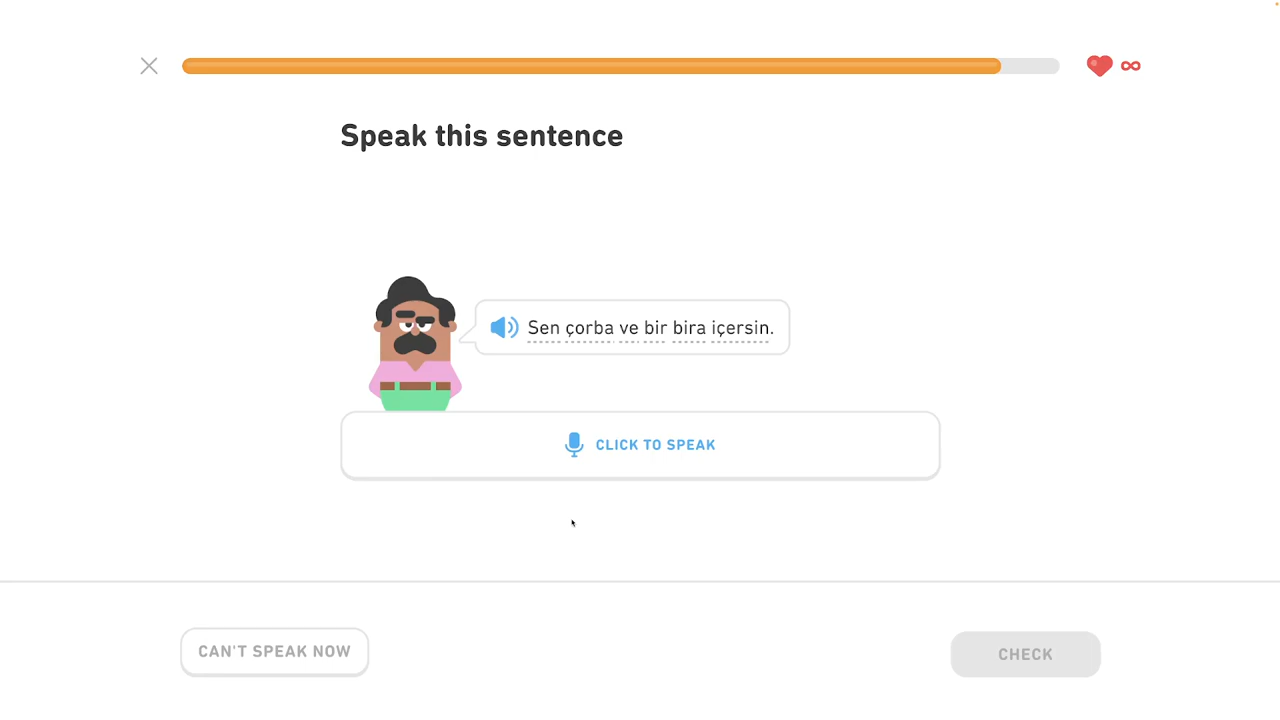 ∞
Speak this sentence
Sen çorba ve bir bira içersin.
CLICK TO SPEAK
CAN'T SPEAK NOW
CHECK